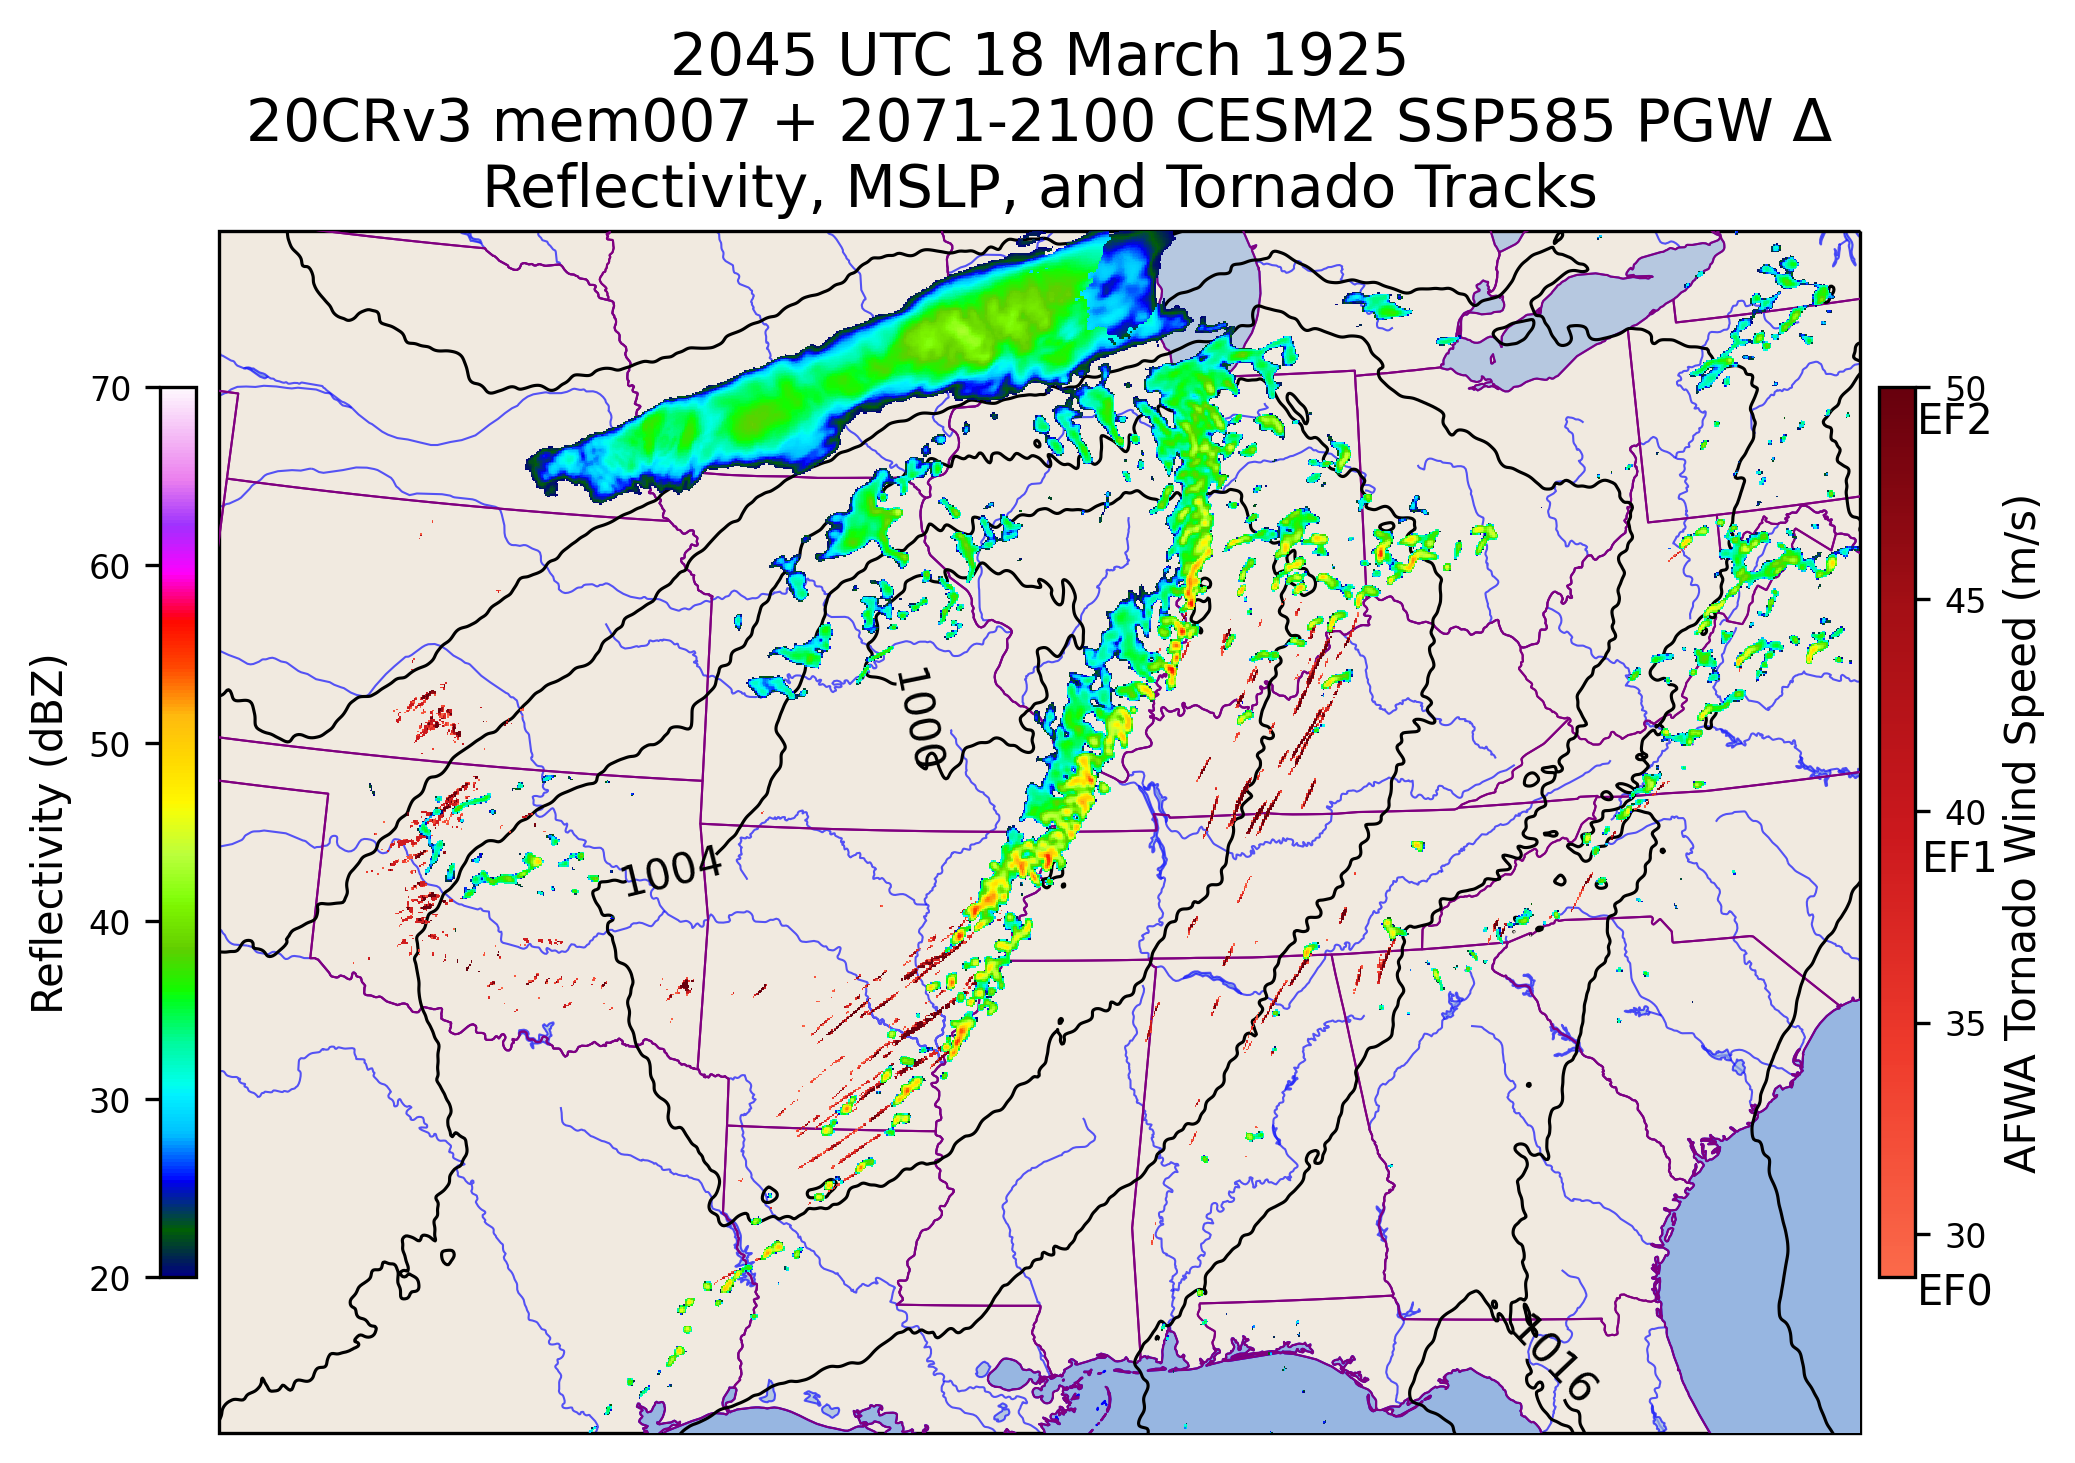 2045 UTC 18 March 1925
20CRv3 mem007 + 2071-2100 CESM2 SSP585 PGW Δ
Reflectivity, MSLP, and Tornado Tracks
Reflectivity (dBZ)
70
60
50
40
30
20
1006
1004
1016
50
EF2
45
40
EF1
35
30
EF0
AFWA Tornado Wind Speed (m/s)